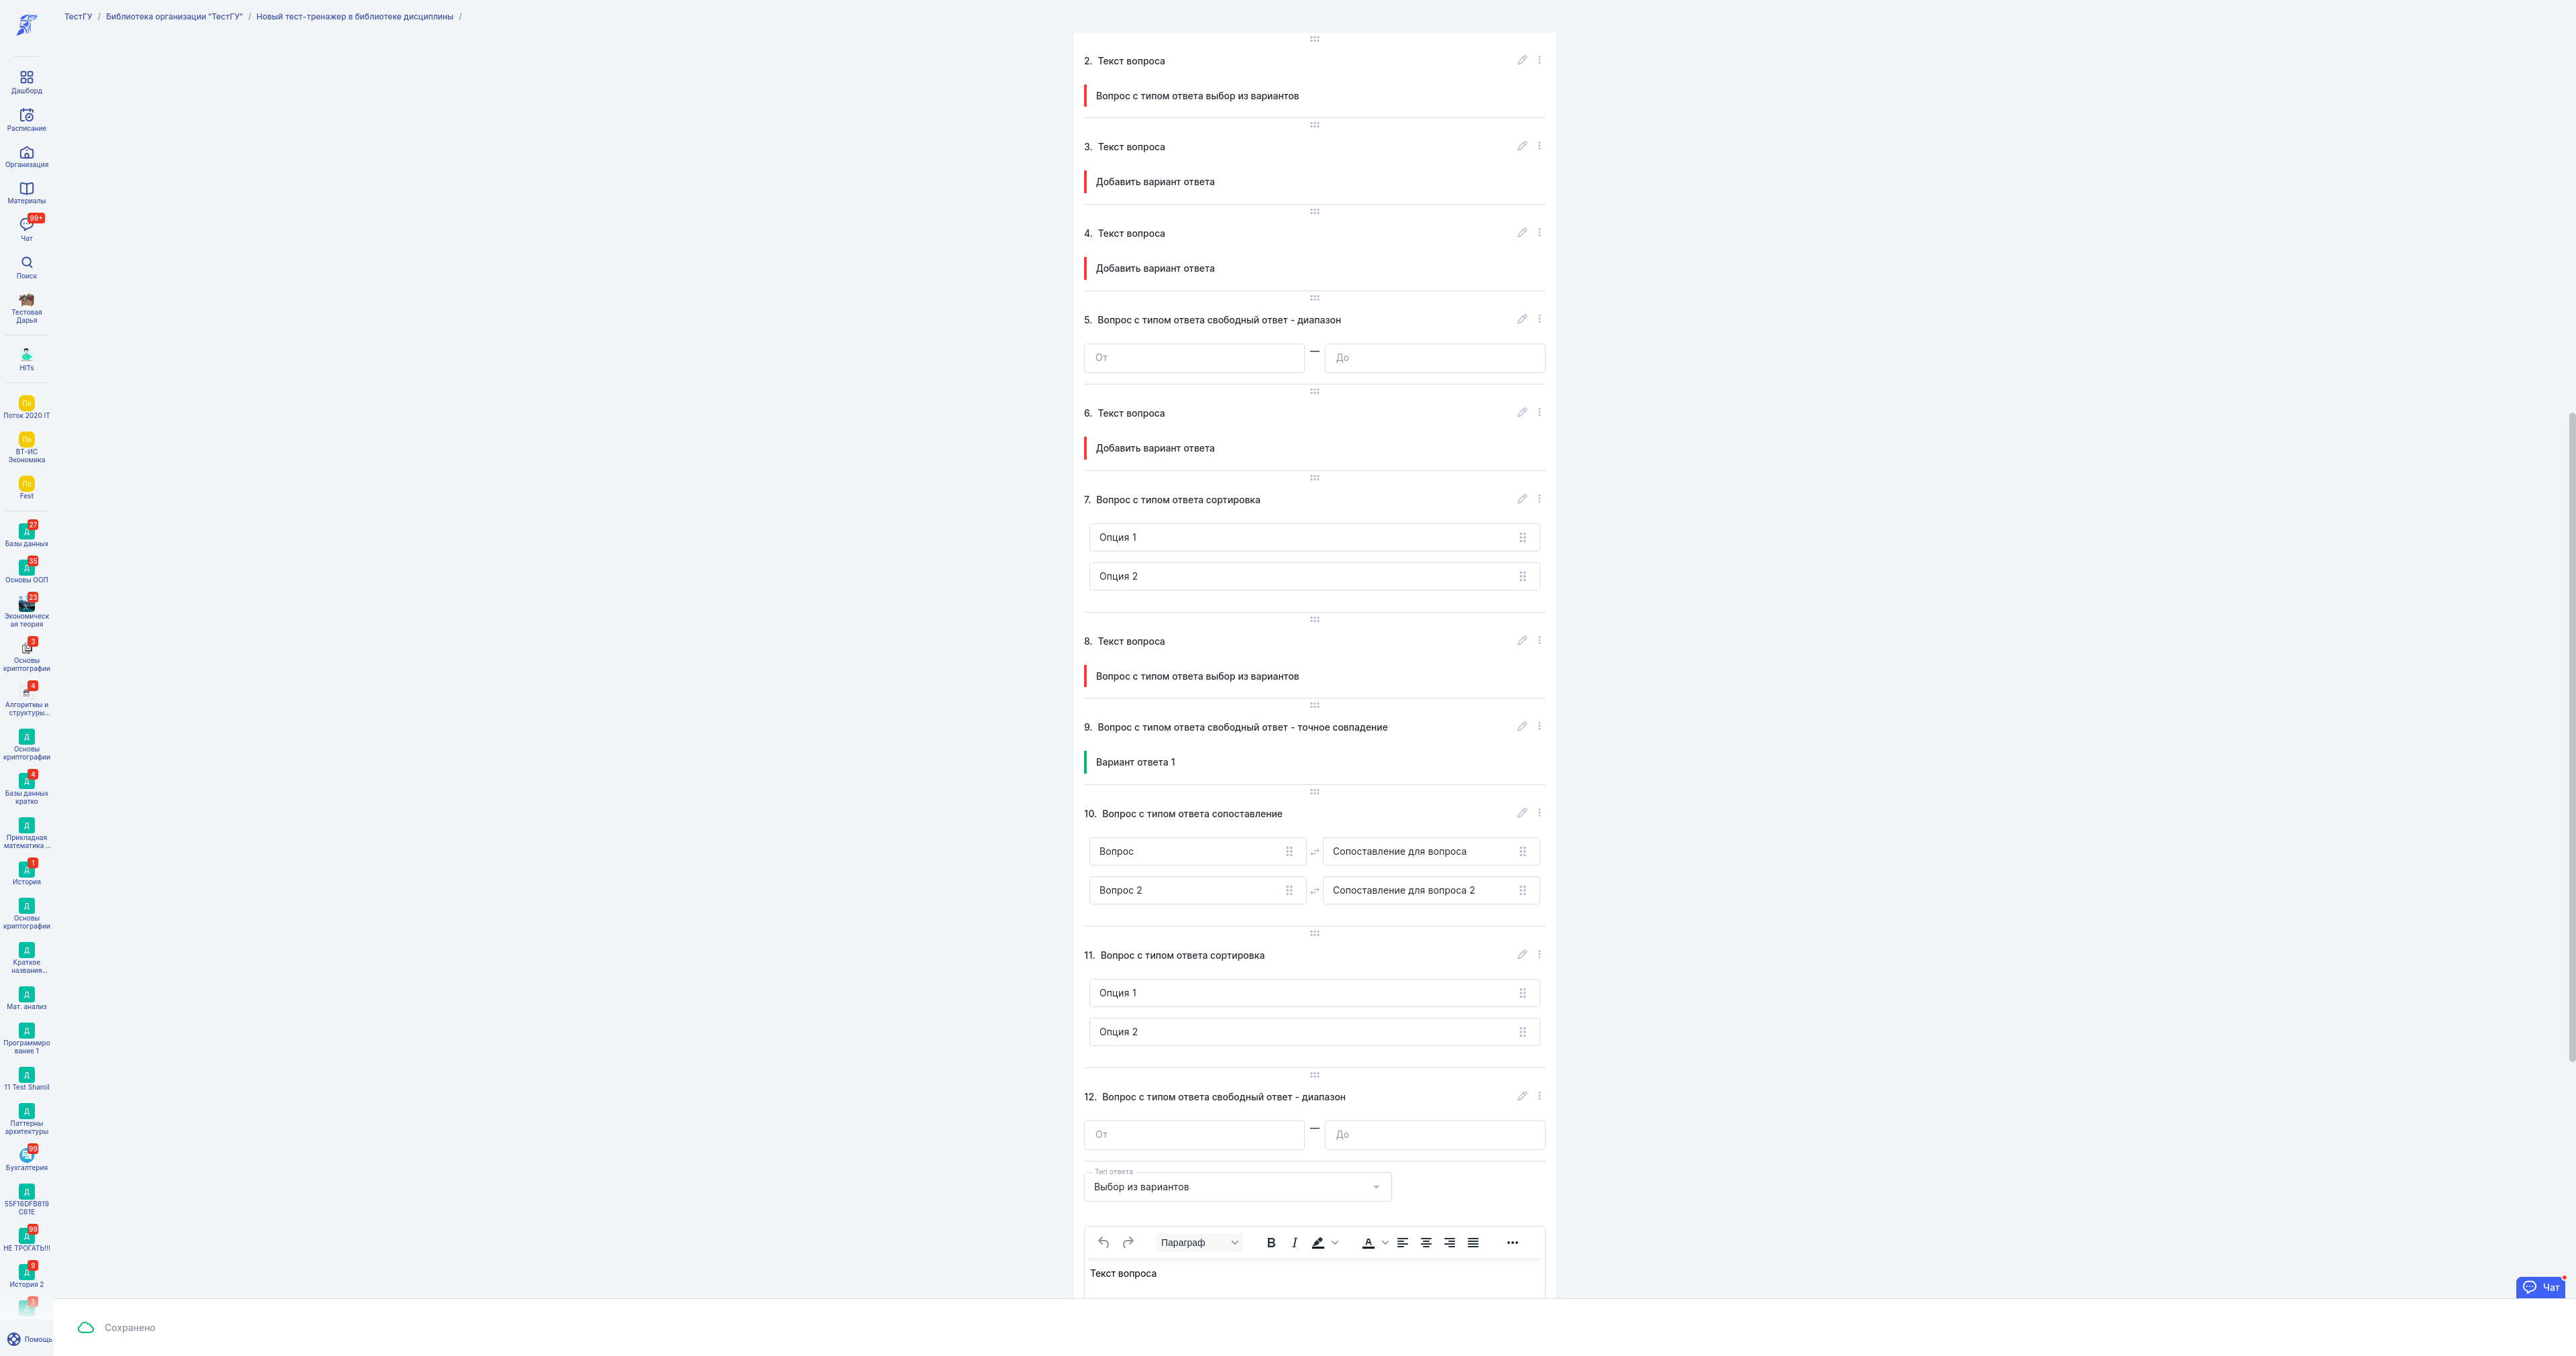 ТестГУ / Библиотека организации "ТестГУ" / Новый тест-тренажер в библиотеке дисциплины /
Дашборд
Расписание
Организация
Материалы
99+
Чат
Поиск
Тестовая
Дарья
HITs
По
Поток 2020 IT
По
ВТ-ИС
Экономика
По
Fest
27
Д
Базы данных
35
Д
Основы ООП
23
Экономическ
ая теория
3
Основы
криптографии
4
Алгоритмы и
структуры...
Д
Основы
криптографии
4
Д
Базы данных
кратко
Д
Прикладная
математика ...
1
Д
История
Д
Основы
криптографии
Д
Краткое
названия...
Д
Мат. анализ
Д
Программиро
вание 1
Д
11 Test Shamil
Д
Паттерны
архитектуры
99
Бухгалтерия
Д
55F16DFB819
C61E
99
Д
НЕ ТРОГАТЬ!!!
9
Д
История 2
1
Д
Помощь
2. Текст вопроса
Вопрос с типом ответа выбор из вариантов
3. Текст вопроса
Добавить вариант ответа
4. Текст вопроса
Добавить вариант ответа
5. Вопрос с типом ответа свободный ответ - диапазон
От — До
6. Текст вопроса
Добавить вариант ответа
7. Вопрос с типом ответа сортировка
Опция 1
Опция 2
8. Текст вопроса
Вопрос с типом ответа выбор из вариантов
9. Вопрос с типом ответа свободный ответ - точное совпадение
Вариант ответа 1
10. Вопрос с типом ответа сопоставление
Вопрос Сопоставление для вопроса
Вопрос 2 Сопоставление для вопроса 2
11. Вопрос с типом ответа сортировка
Опция 1
Опция 2
12. Вопрос с типом ответа свободный ответ - диапазон
От — До
Тип ответа
Выбор из вариантов
Параграф B I A
Текст вопроса
Чат
Сохранено